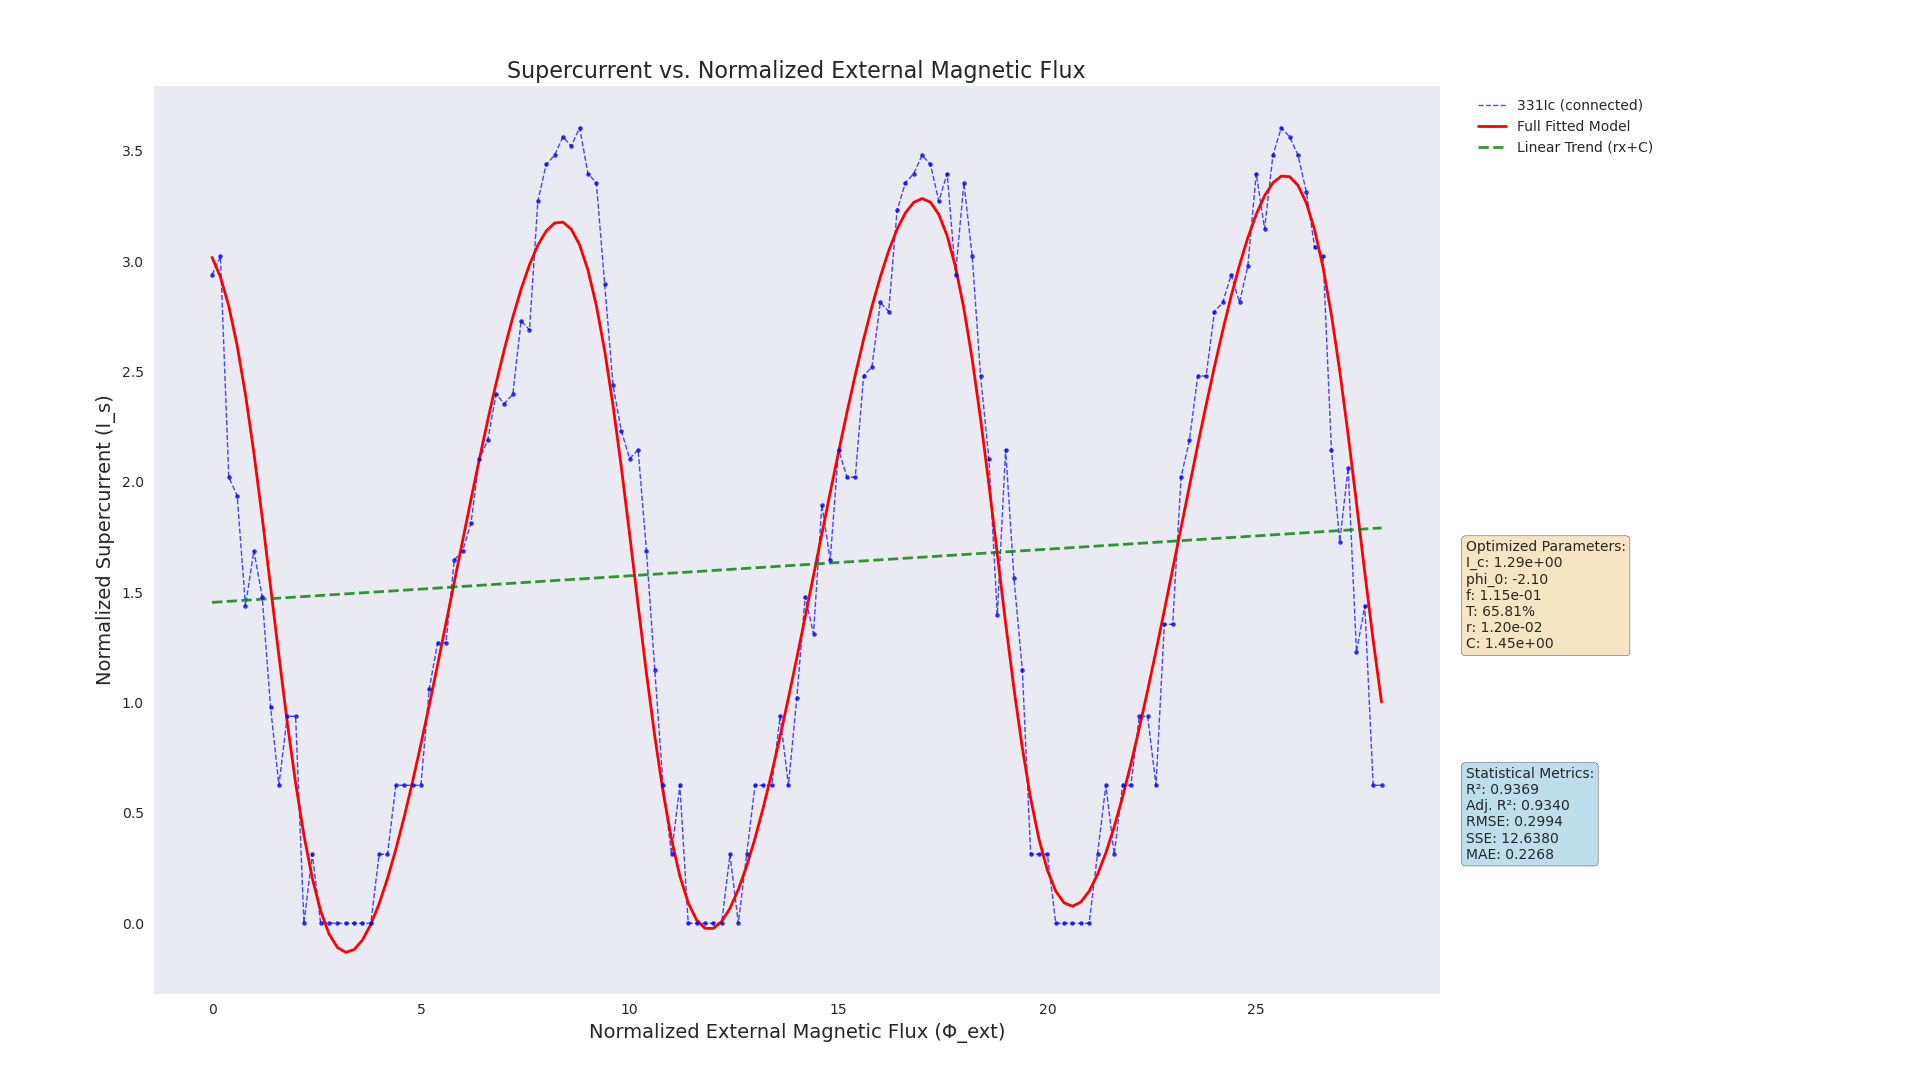 Supercurrent vs. Normalized External Magnetic Flux
331Ic (connected)
Full Fitted Model
Linear Trend (rx+C)
Normalized Supercurrent (I_s)
3.5
3.0
2.5
2.0
1.5
1.0
0.5
0.0
0
5
10
15
20
25
Normalized External Magnetic Flux (Φ_ext)
Optimized Parameters:
I_c: 1.29e+00
phi_0: -2.10
f: 1.15e-01
T: 65.81%
r: 1.20e-02
C: 1.45e+00
Statistical Metrics:
R²: 0.9369
Adj. R²: 0.9340
RMSE: 0.2994
SSE: 12.6380
MAE: 0.2268